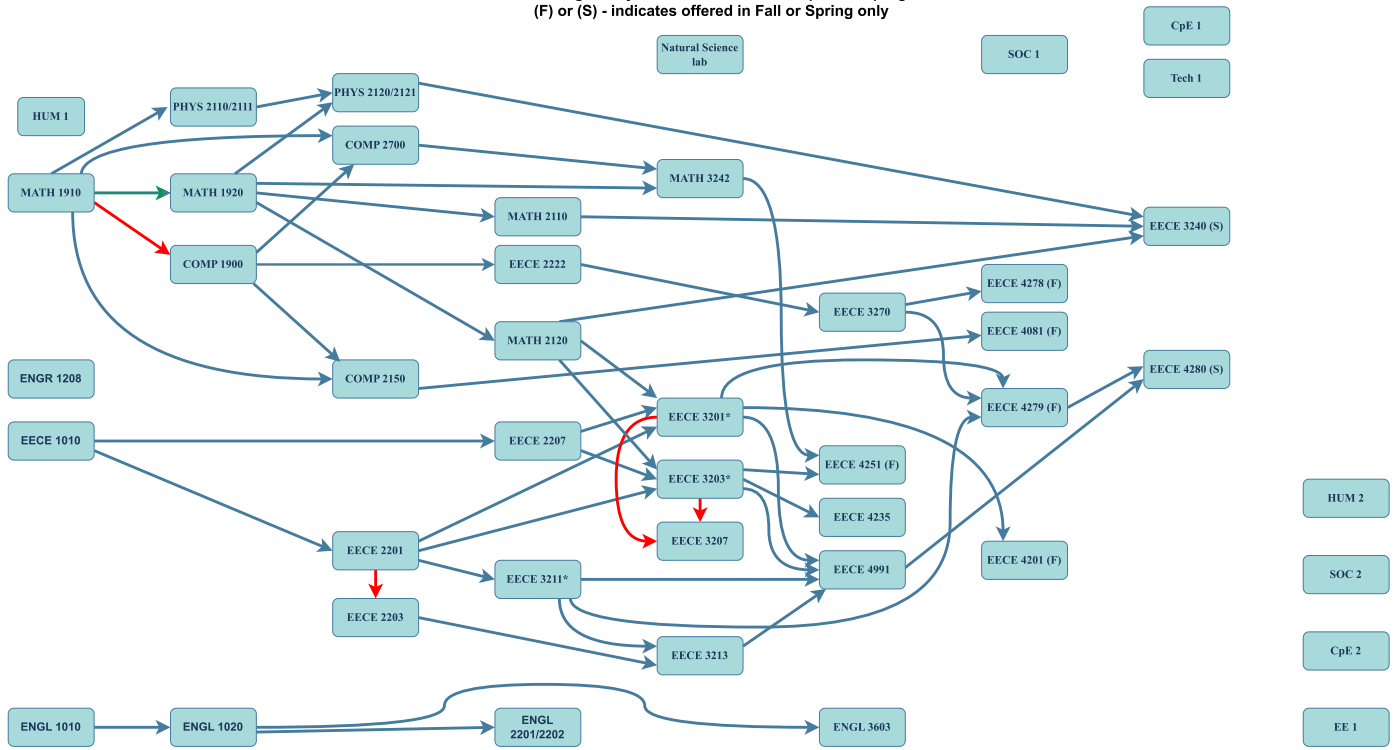 (F) or (S) - indicates offered in Fall or Spring only
CpE 1
Natural Science
lab
SOC 1
Tech 1
HUM 1
PHYS 2110/2111
PHYS 2120/2121
COMP 2700
MATH 1910
MATH 1920
MATH 3242
MATH 2110
EECE 3240 (S)
COMP 1900
EECE 2222
EECE 4278 (F)
EECE 3270
EECE 4081 (F)
MATH 2120
ENGR 1208
COMP 2150
EECE 4280 (S)
EECE 3201*
EECE 4279 (F)
EECE 1010
EECE 2207
EECE 4251 (F)
EECE 3203*
HUM 2
EECE 4235
EECE 3207
EECE 2201
EECE 4201 (F)
EECE 3211*
EECE 4991
SOC 2
EECE 2203
EECE 3213
CpE 2
ENGL 1010
ENGL 1020
ENGL
2201/2202
ENGL 3603
EE 1